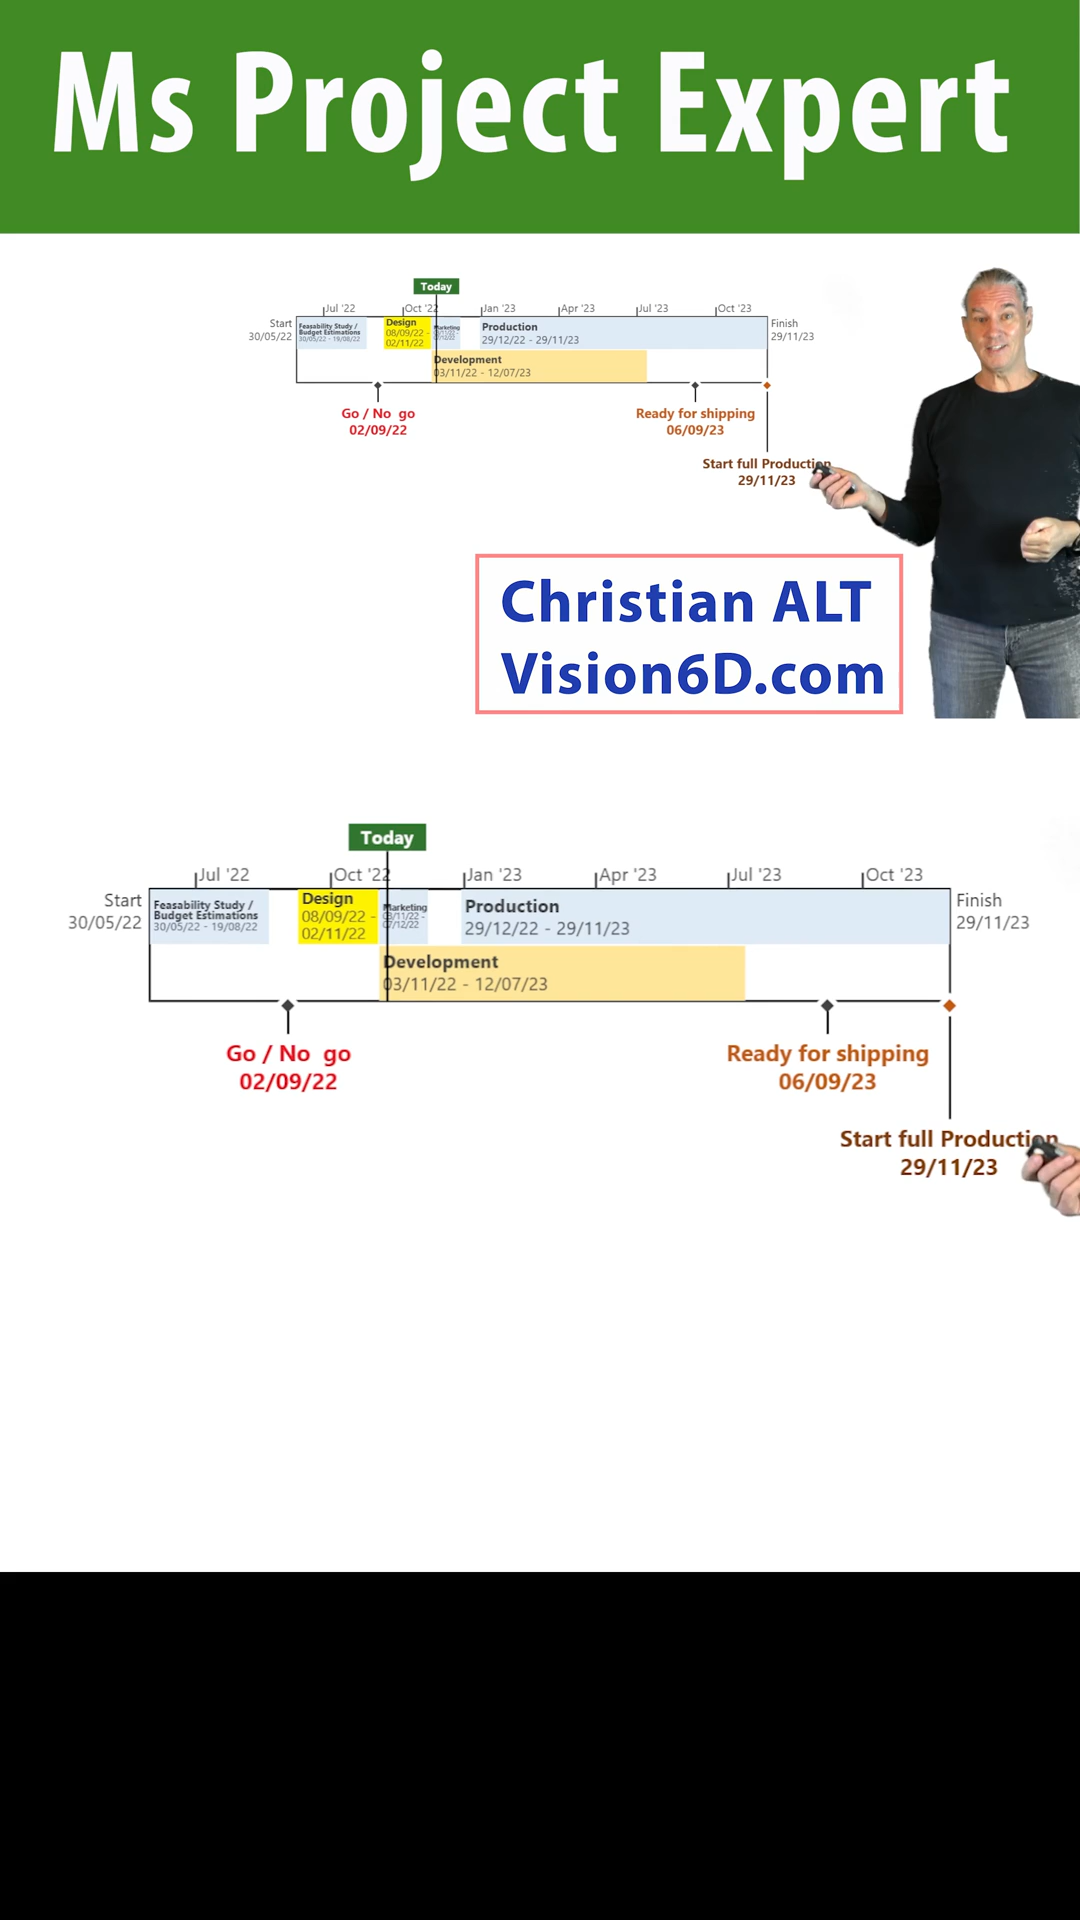 Ms Project Expert
Today
Jul '22
Oct '22
Jan '23
Apr '23
Jul '23
Oct '23
Start
30/05/22
Feasability Study /
Budget Estimations
30/05/22 - 19/08/22
Design
08/09/22 -
02/11/22
Marketing
Production
29/12/22 - 29/11/23
Finish
29/11/23
Development
03/11/22 - 12/07/23
Go / No go
02/09/22
Ready for shipping
06/09/23
Start full Production
29/11/23
Christian ALT
Vision6D.com
Today
Jul '22
Oct '22
Jan '23
Apr '23
Jul '23
Oct '23
Start
30/05/22
Feasability Study /
Budget Estimations
30/05/22 - 19/08/22
Design
08/09/22 -
02/11/22
Marketing
03/11/22 -
07/12/22
Production
29/12/22 - 29/11/23
Finish
29/11/23
Development
03/11/22 - 12/07/23
Go / No go
02/09/22
Ready for shipping
06/09/23
Start full Production
29/11/23